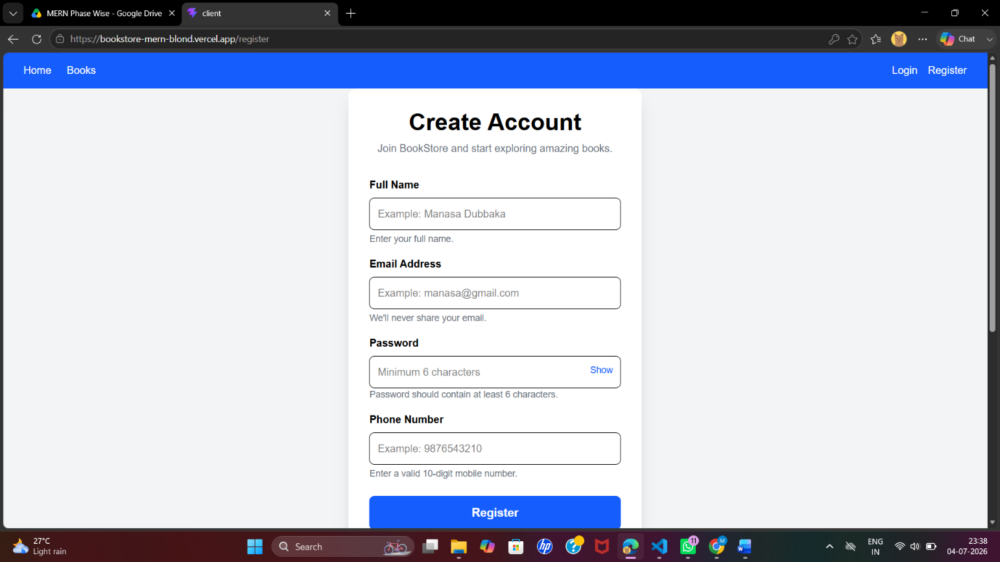 MERN Phase Wise - Google Drive
client
https://bookstore-mern-blond.vercel.app/register
Chat
Home
Books
Login
Register
Create Account
Join BookStore and start exploring amazing books.
Full Name
Example: Manasa Dubbaka
Enter your full name.
Email Address
Example: manasa@gmail.com
We'll never share your email.
Password
Minimum 6 characters
Show
Password should contain at least 6 characters.
Phone Number
Example: 9876543210
Enter a valid 10-digit mobile number.
Register
27°C
Light rain
Search
hp
11
M
W
ENG
IN
23:38
04-07-2026